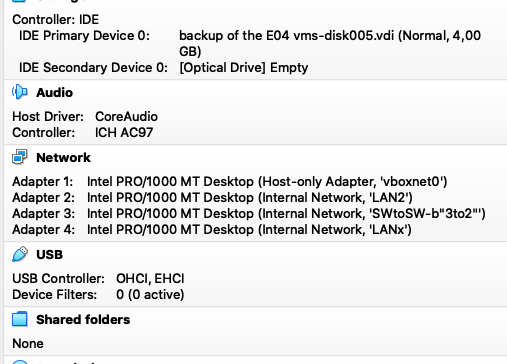 Controller: IDE
IDE Primary Device 0: backup of the E04 vms-disk005.vdi (Normal, 4,00
GB)
IDE Secondary Device 0: [Optical Drive] Empty
Audio
Host Driver: CoreAudio
Controller: ICH AC97
Network
Adapter 1: Intel PRO/1000 MT Desktop (Host-only Adapter, 'vboxnet0')
Adapter 2: Intel PRO/1000 MT Desktop (Internal Network, 'LAN2')
Adapter 3: Intel PRO/1000 MT Desktop (Internal Network, 'SWtoSW-b"3to2"')
Adapter 4: Intel PRO/1000 MT Desktop (Internal Network, 'LANx')
USB
USB Controller: OHCI, EHCI
Device Filters: 0 (0 active)
Shared folders
None